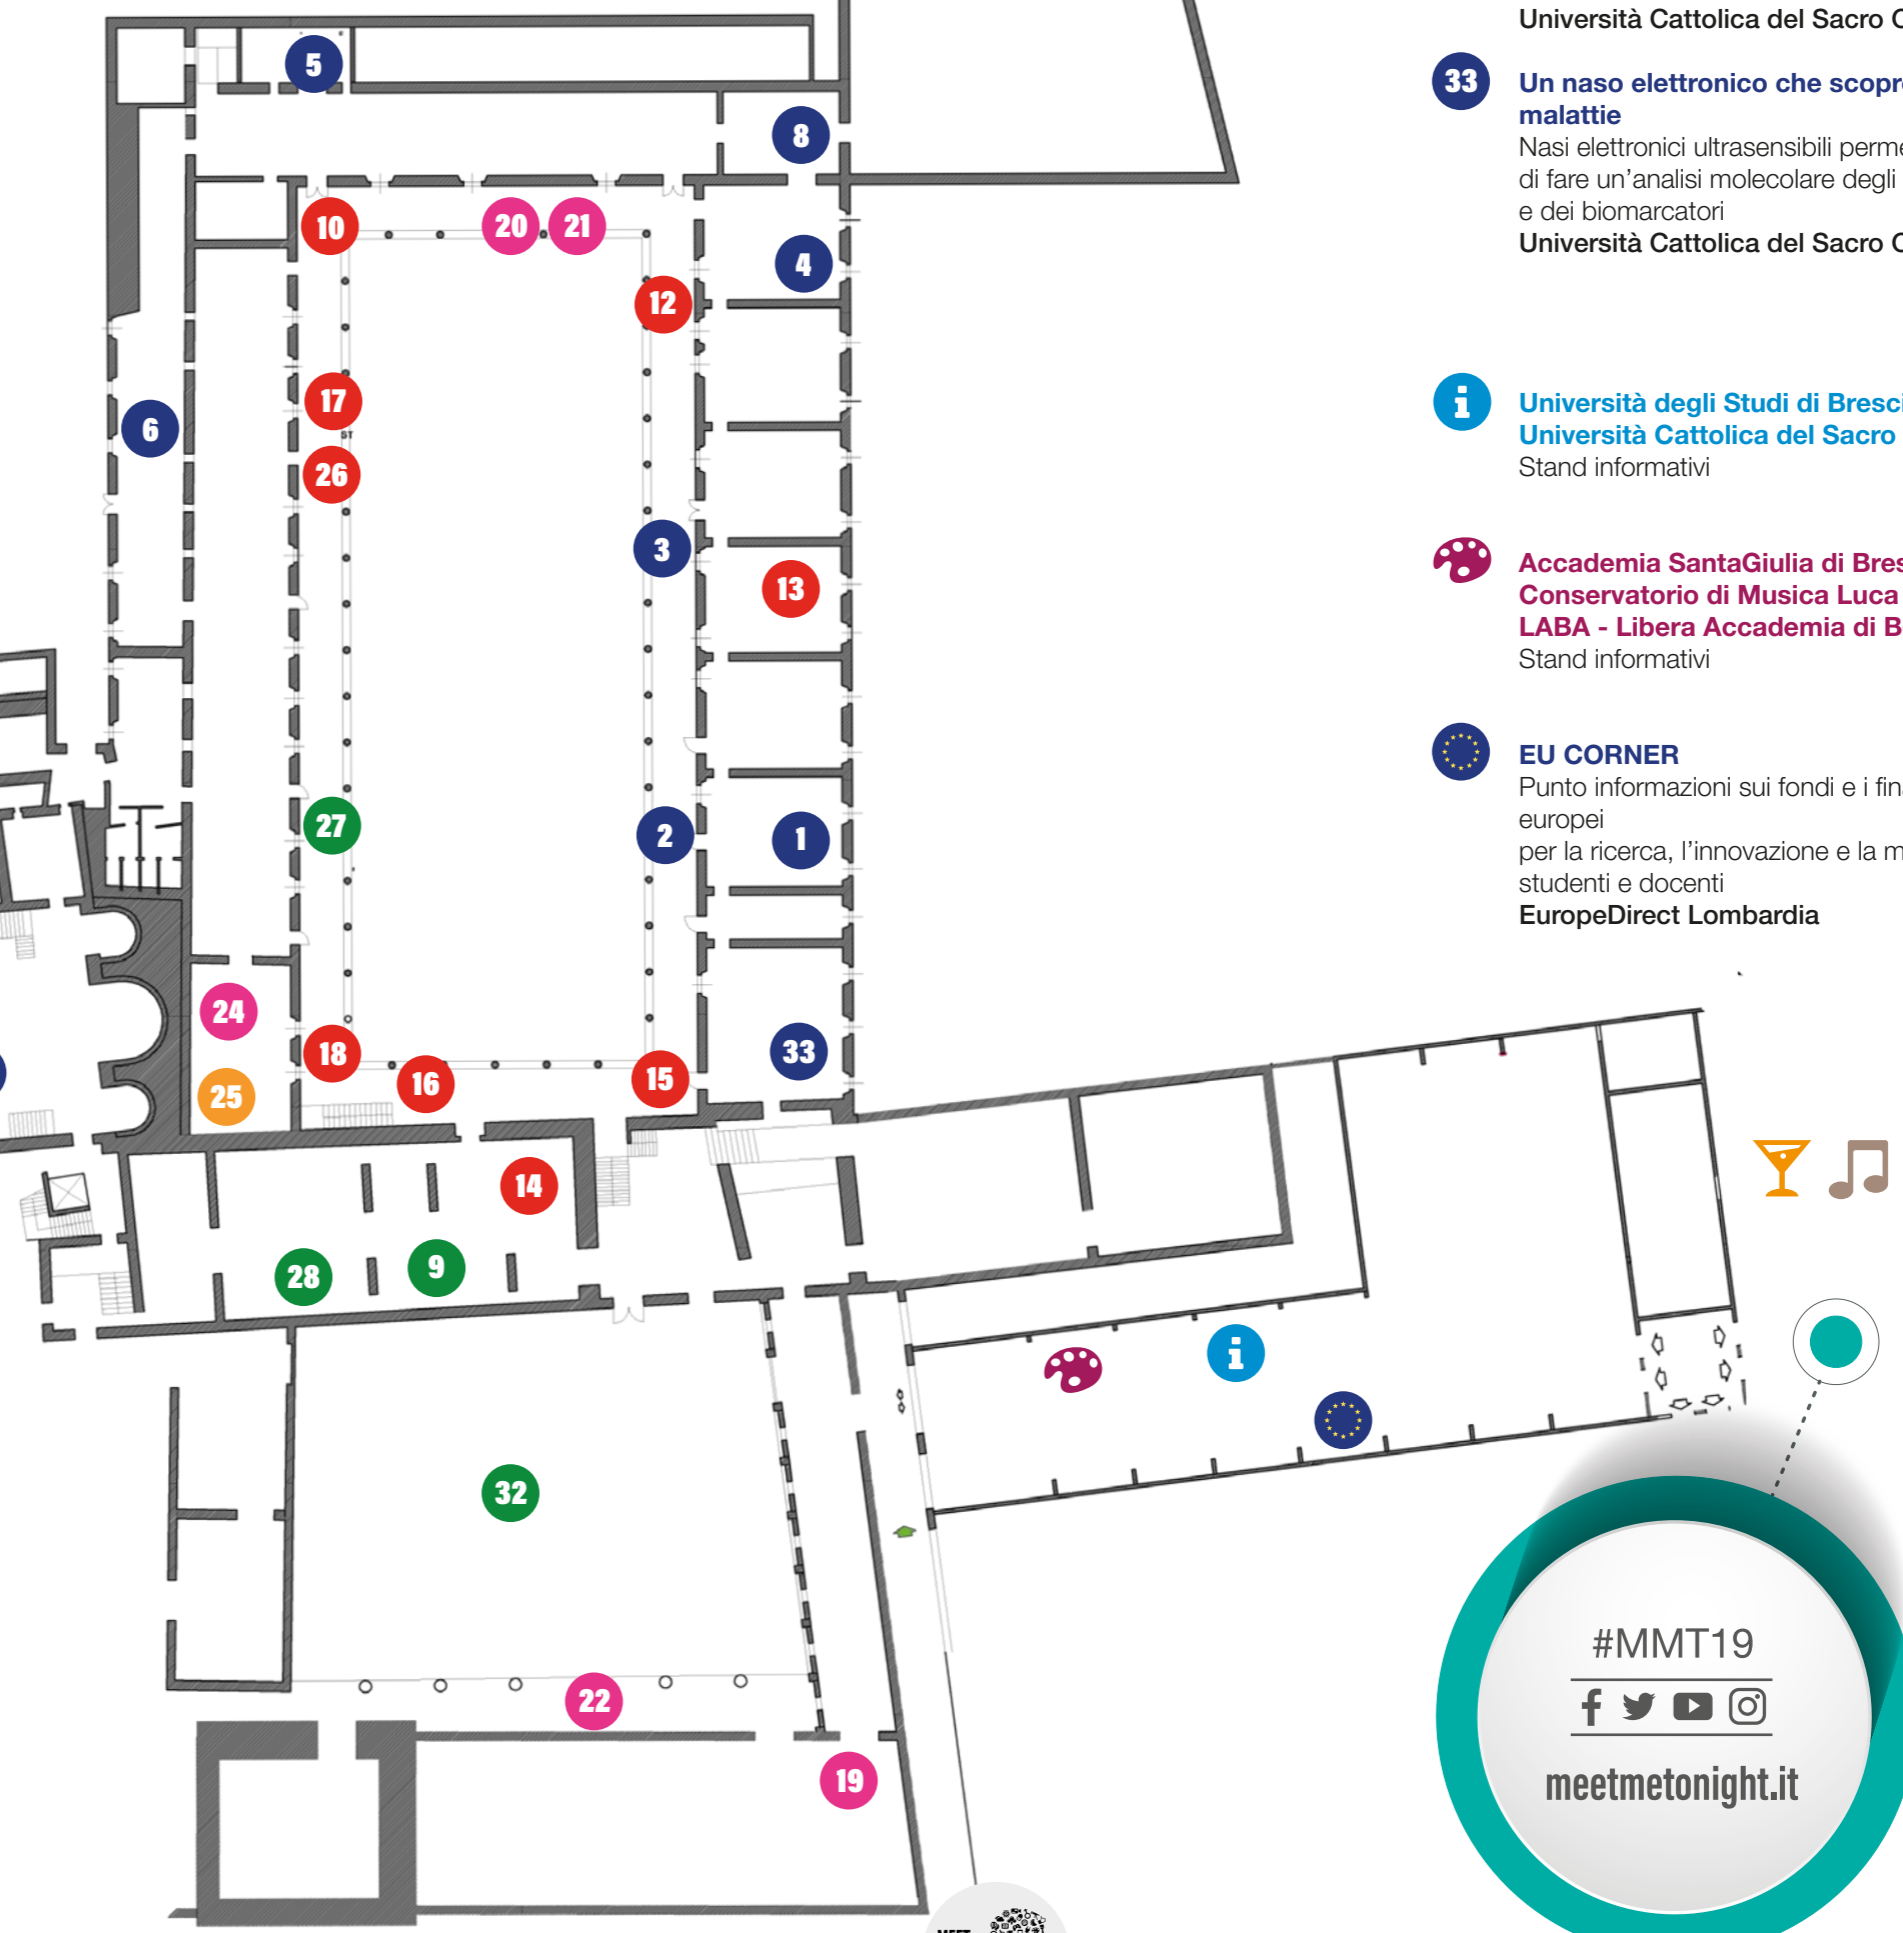 Università Cattolica del Sacro C
33
Un naso elettronico che scopr
malattie
Nasi elettronici ultrasensibili perm
di fare un'analisi molecolare degli
e dei biomarcatori
Università Cattolica del Sacro C
i
Università degli Studi di Bresci
Università Cattolica del Sacro
Stand informativi
Accademia SantaGiulia di Bres
Conservatorio di Musica Luca
LABA - Libera Accademia di B
Stand informativi
EU CORNER
Punto informazioni sui fondi e i fin
europei
per la ricerca, l'innovazione e la m
studenti e docenti
EuropeDirect Lombardia
5
8
10
20
21
4
12
17
ST
6
26
3
13
27
2
1
24
18
16
15
33
25
14
28
9
i
32
22
19
#MMT19
meetmetonight.it
MEET